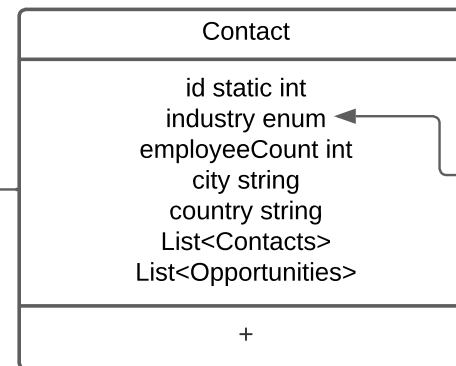 Contact
id static int
industry enum
employeeCount int
city string
country string
List<Contacts>
List<Opportunities>
+